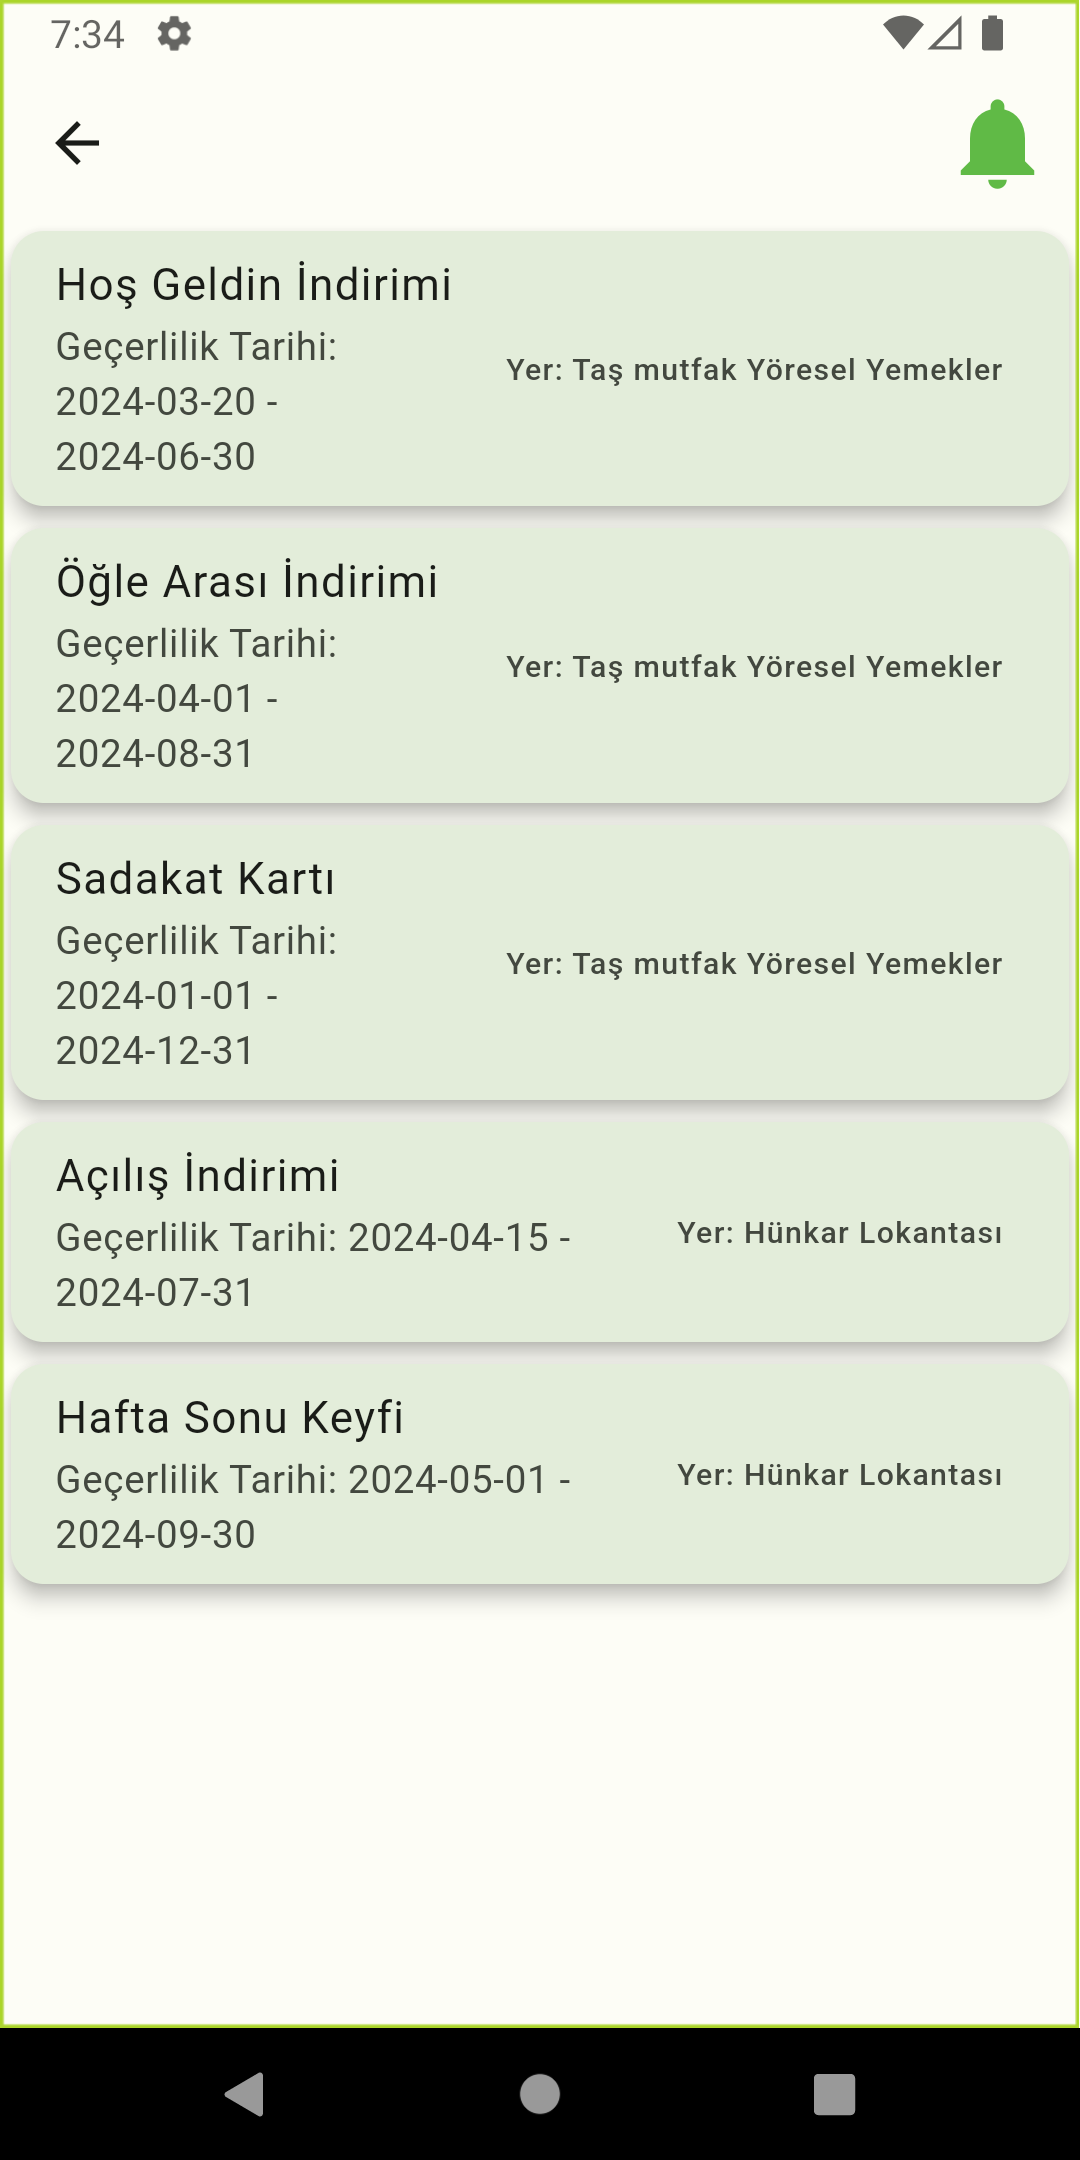 7:34
Hoş Geldin İndirimi
Geçerlilik Tarihi:
2024-03-20 -
2024-06-30
Yer: Taş mutfak Yöresel Yemekler
Öğle Arası İndirimi
Geçerlilik Tarihi:
2024-04-01 -
2024-08-31
Yer: Taş mutfak Yöresel Yemekler
Sadakat Kartı
Geçerlilik Tarihi:
2024-01-01 -
2024-12-31
Yer: Taş mutfak Yöresel Yemekler
Açılış İndirimi
Geçerlilik Tarihi: 2024-04-15 -
2024-07-31
Yer: Hünkar Lokantası
Hafta Sonu Keyfi
Geçerlilik Tarihi: 2024-05-01 -
2024-09-30
Yer: Hünkar Lokantası